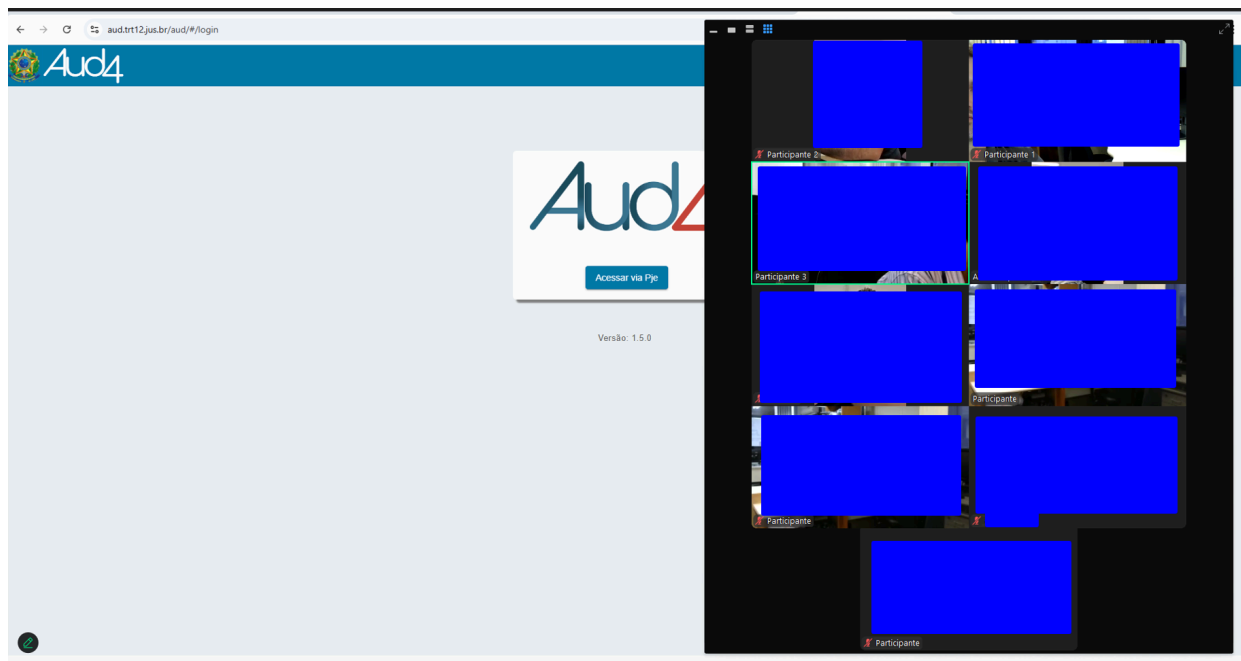 aud.trt12.jus.br/aud/#/login
Aud4
Aud4
Acessar via Pje
Versão: 1.5.0
Participante 2
Participante 1
Participante 3
A
Participante
Participante
Participante